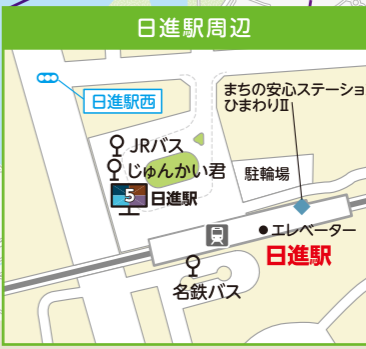 日進駅周辺
日進駅西
まちの安心ステーショ
ひまわりⅡ
JRバス
じゅんかい君
駐輪場
5 日進駅
エレベーター
日進駅
名鉄バス